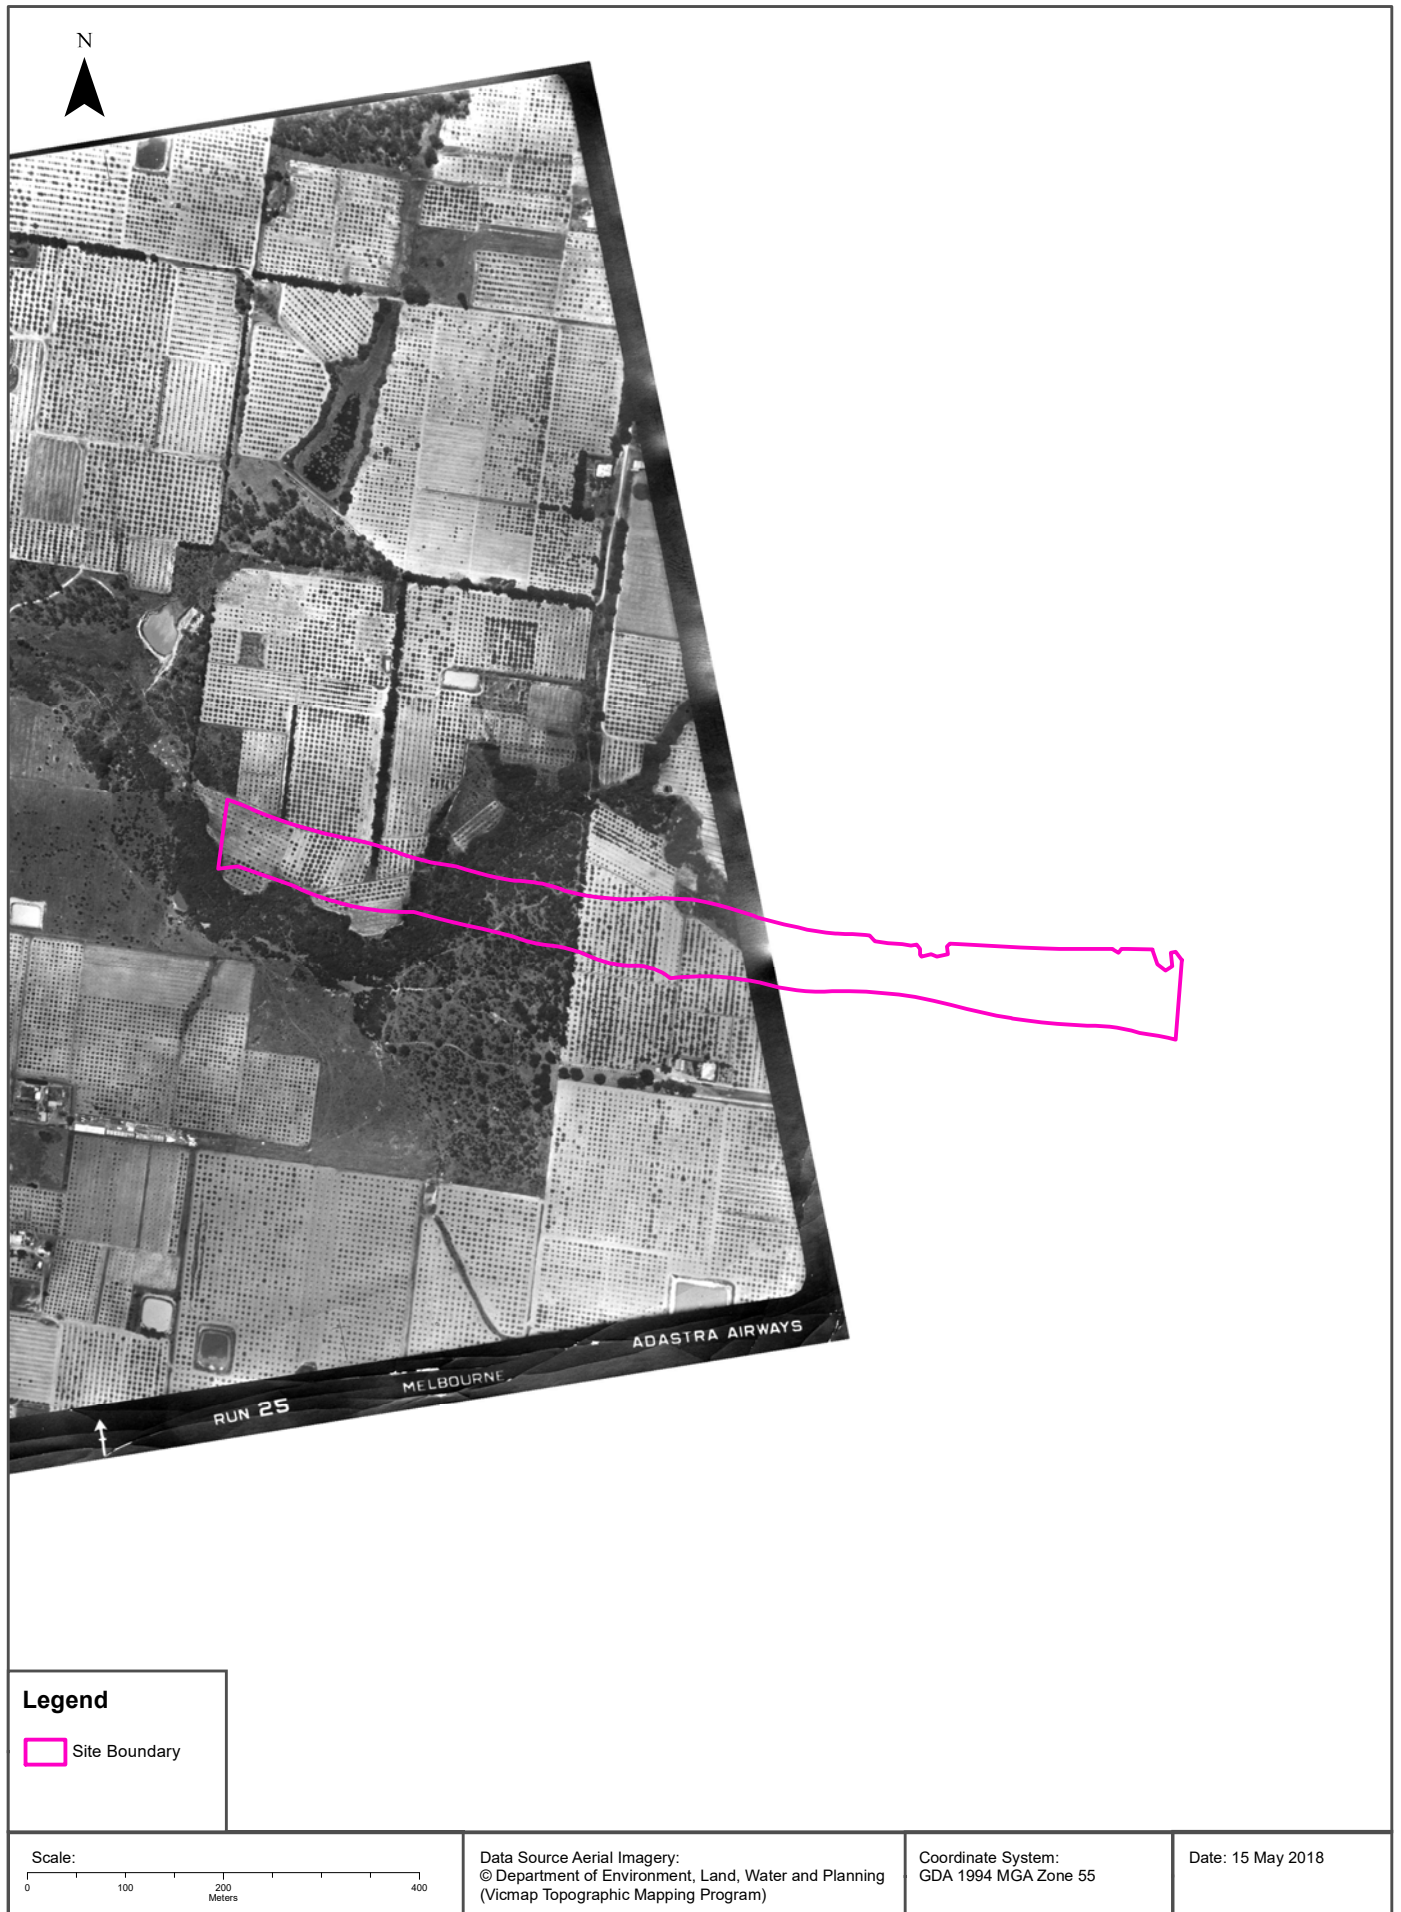 N
ADASTRA AIRWAYS
MELBOURNE
RUN 25
Legend
Site Boundary
Scale:
0 100 200 400
Meters
Data Source Aerial Imagery:
© Department of Environment, Land, Water and Planning
(Vicmap Topographic Mapping Program)
Coordinate System:
GDA 1994 MGA Zone 55
Date: 15 May 2018